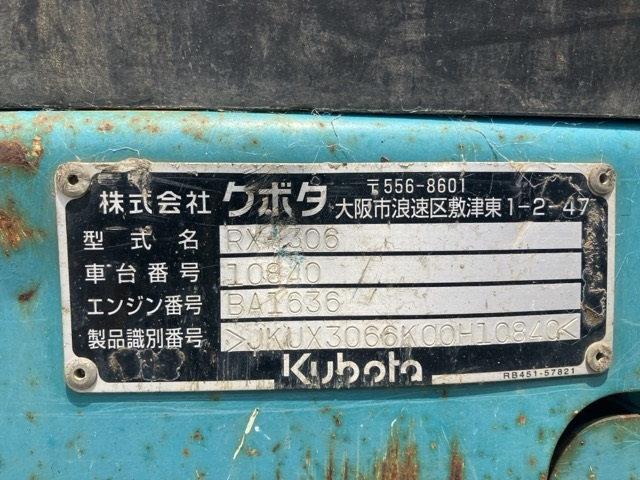 株式会社 クボタ 〒556-8601
大阪市浪速区敷津東1-2-47
型式名 RX-306
車台番号 10840
エンジン番号 BA1636
製品識別番号 >JKUX3066K00H10840<
Kubota
RB451-57821